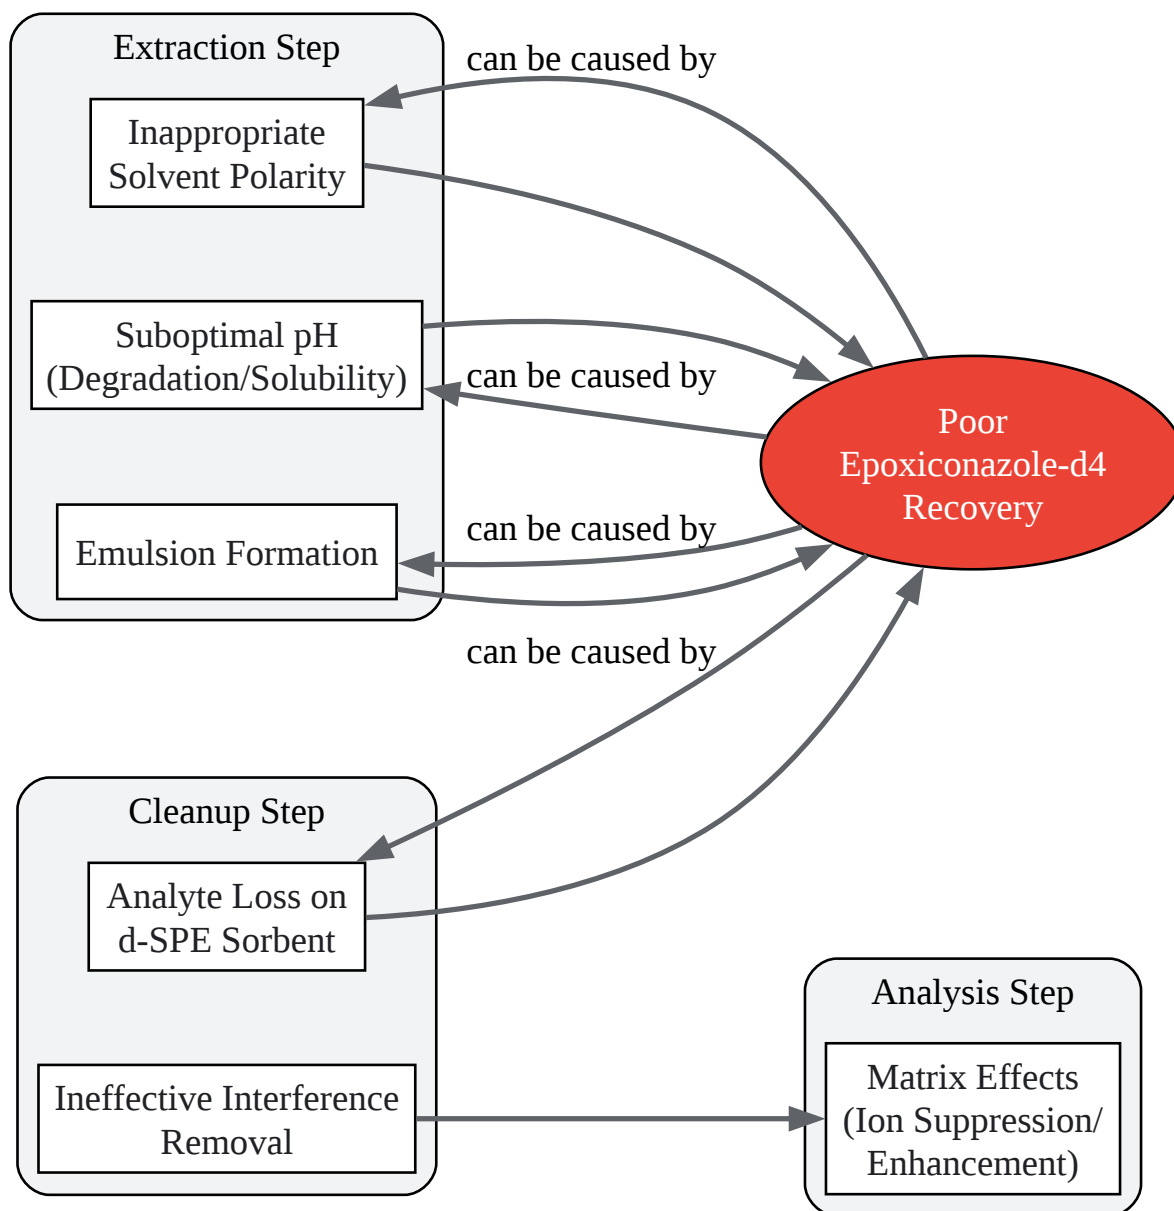 Extraction Step
can be caused by
Inappropriate
Solvent Polarity
Suboptimal pH
(Degradation/Solubility)
can be caused by
Poor
Epoxiconazole-d4
Recovery
can be caused by
Emulsion Formation
can be caused by
Cleanup Step
Analyte Loss on
d-SPE Sorbent
Analysis Step
Ineffective Interference
Removal
Matrix Effects
(Ion Suppression/
Enhancement)